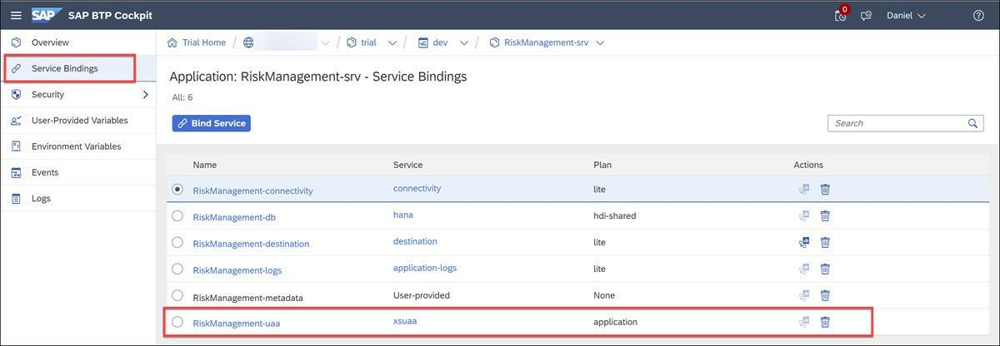 SAP SAP BTP Cockpit 0 Daniel
Overview
Service Bindings
Security
User-Provided Variables
Environment Variables
Events
Logs
Trial Home / / trial / dev / RiskManagement-srv
Application: RiskManagement-srv - Service Bindings
All: 6
Bind Service Search
Name Service Plan Actions
RiskManagement-connectivity connectivity lite
RiskManagement-db hana hdi-shared
RiskManagement-destination destination lite
RiskManagement-logs application-logs lite
RiskManagement-metadata User-provided None
RiskManagement-uaa xsuaa application